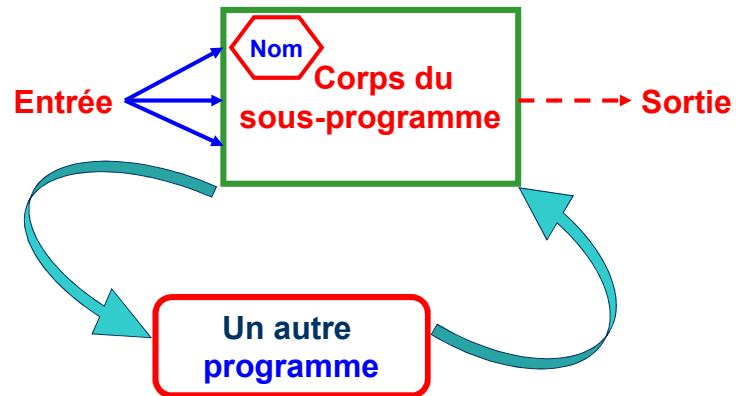 Nom
Corps du
sous-programme
Entrée
Sortie
Un autre
programme